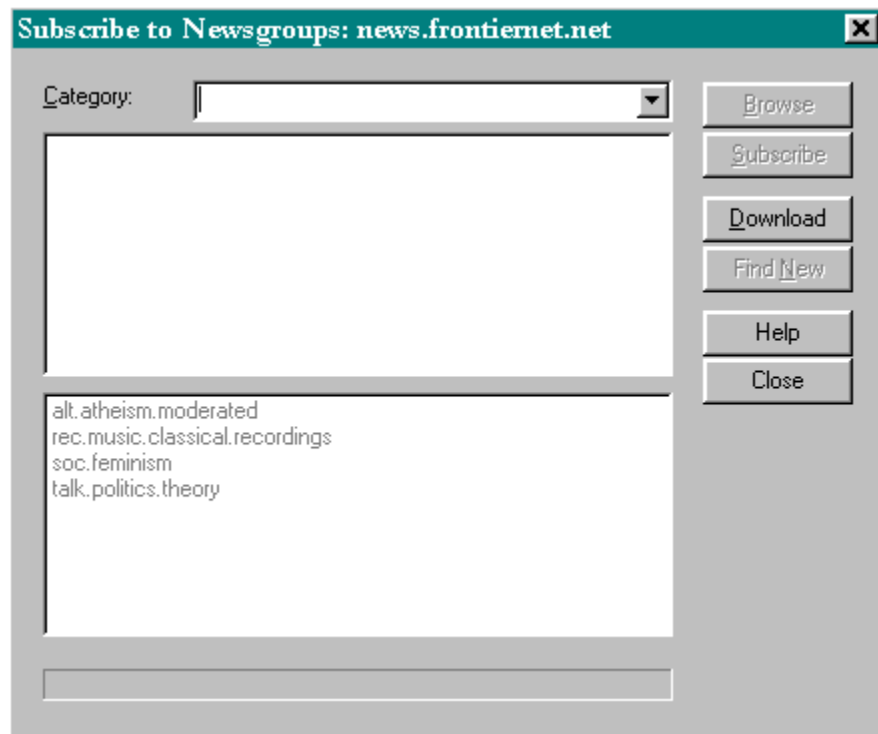 Subscribe to Newsgroups: news.frontiernet.net
Category:
Browse
Subscribe
Download
Find New
Help
Close
alt.atheism.moderated
rec.music.classical.recordings
soc.feminism
talk.politics.theory